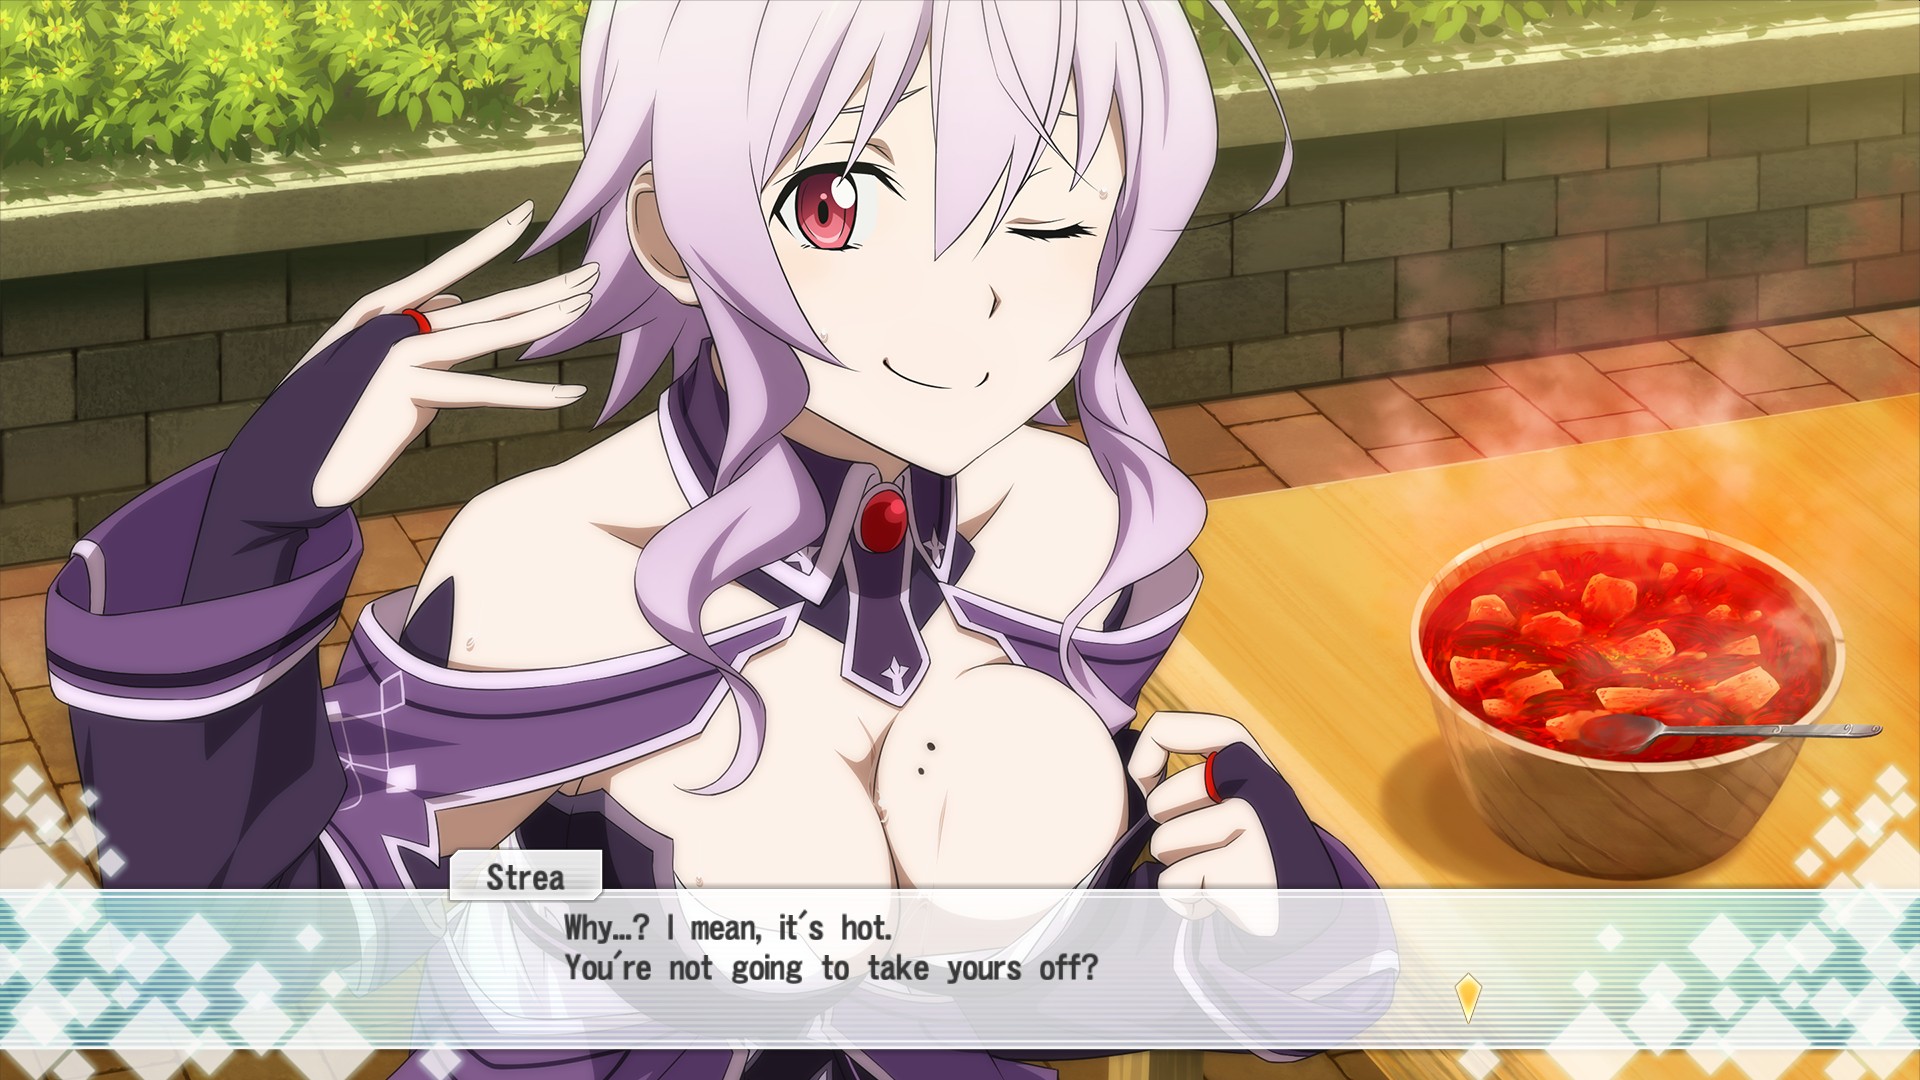 Strea
Why...? I mean, it's hot.
You're not going to take yours off?